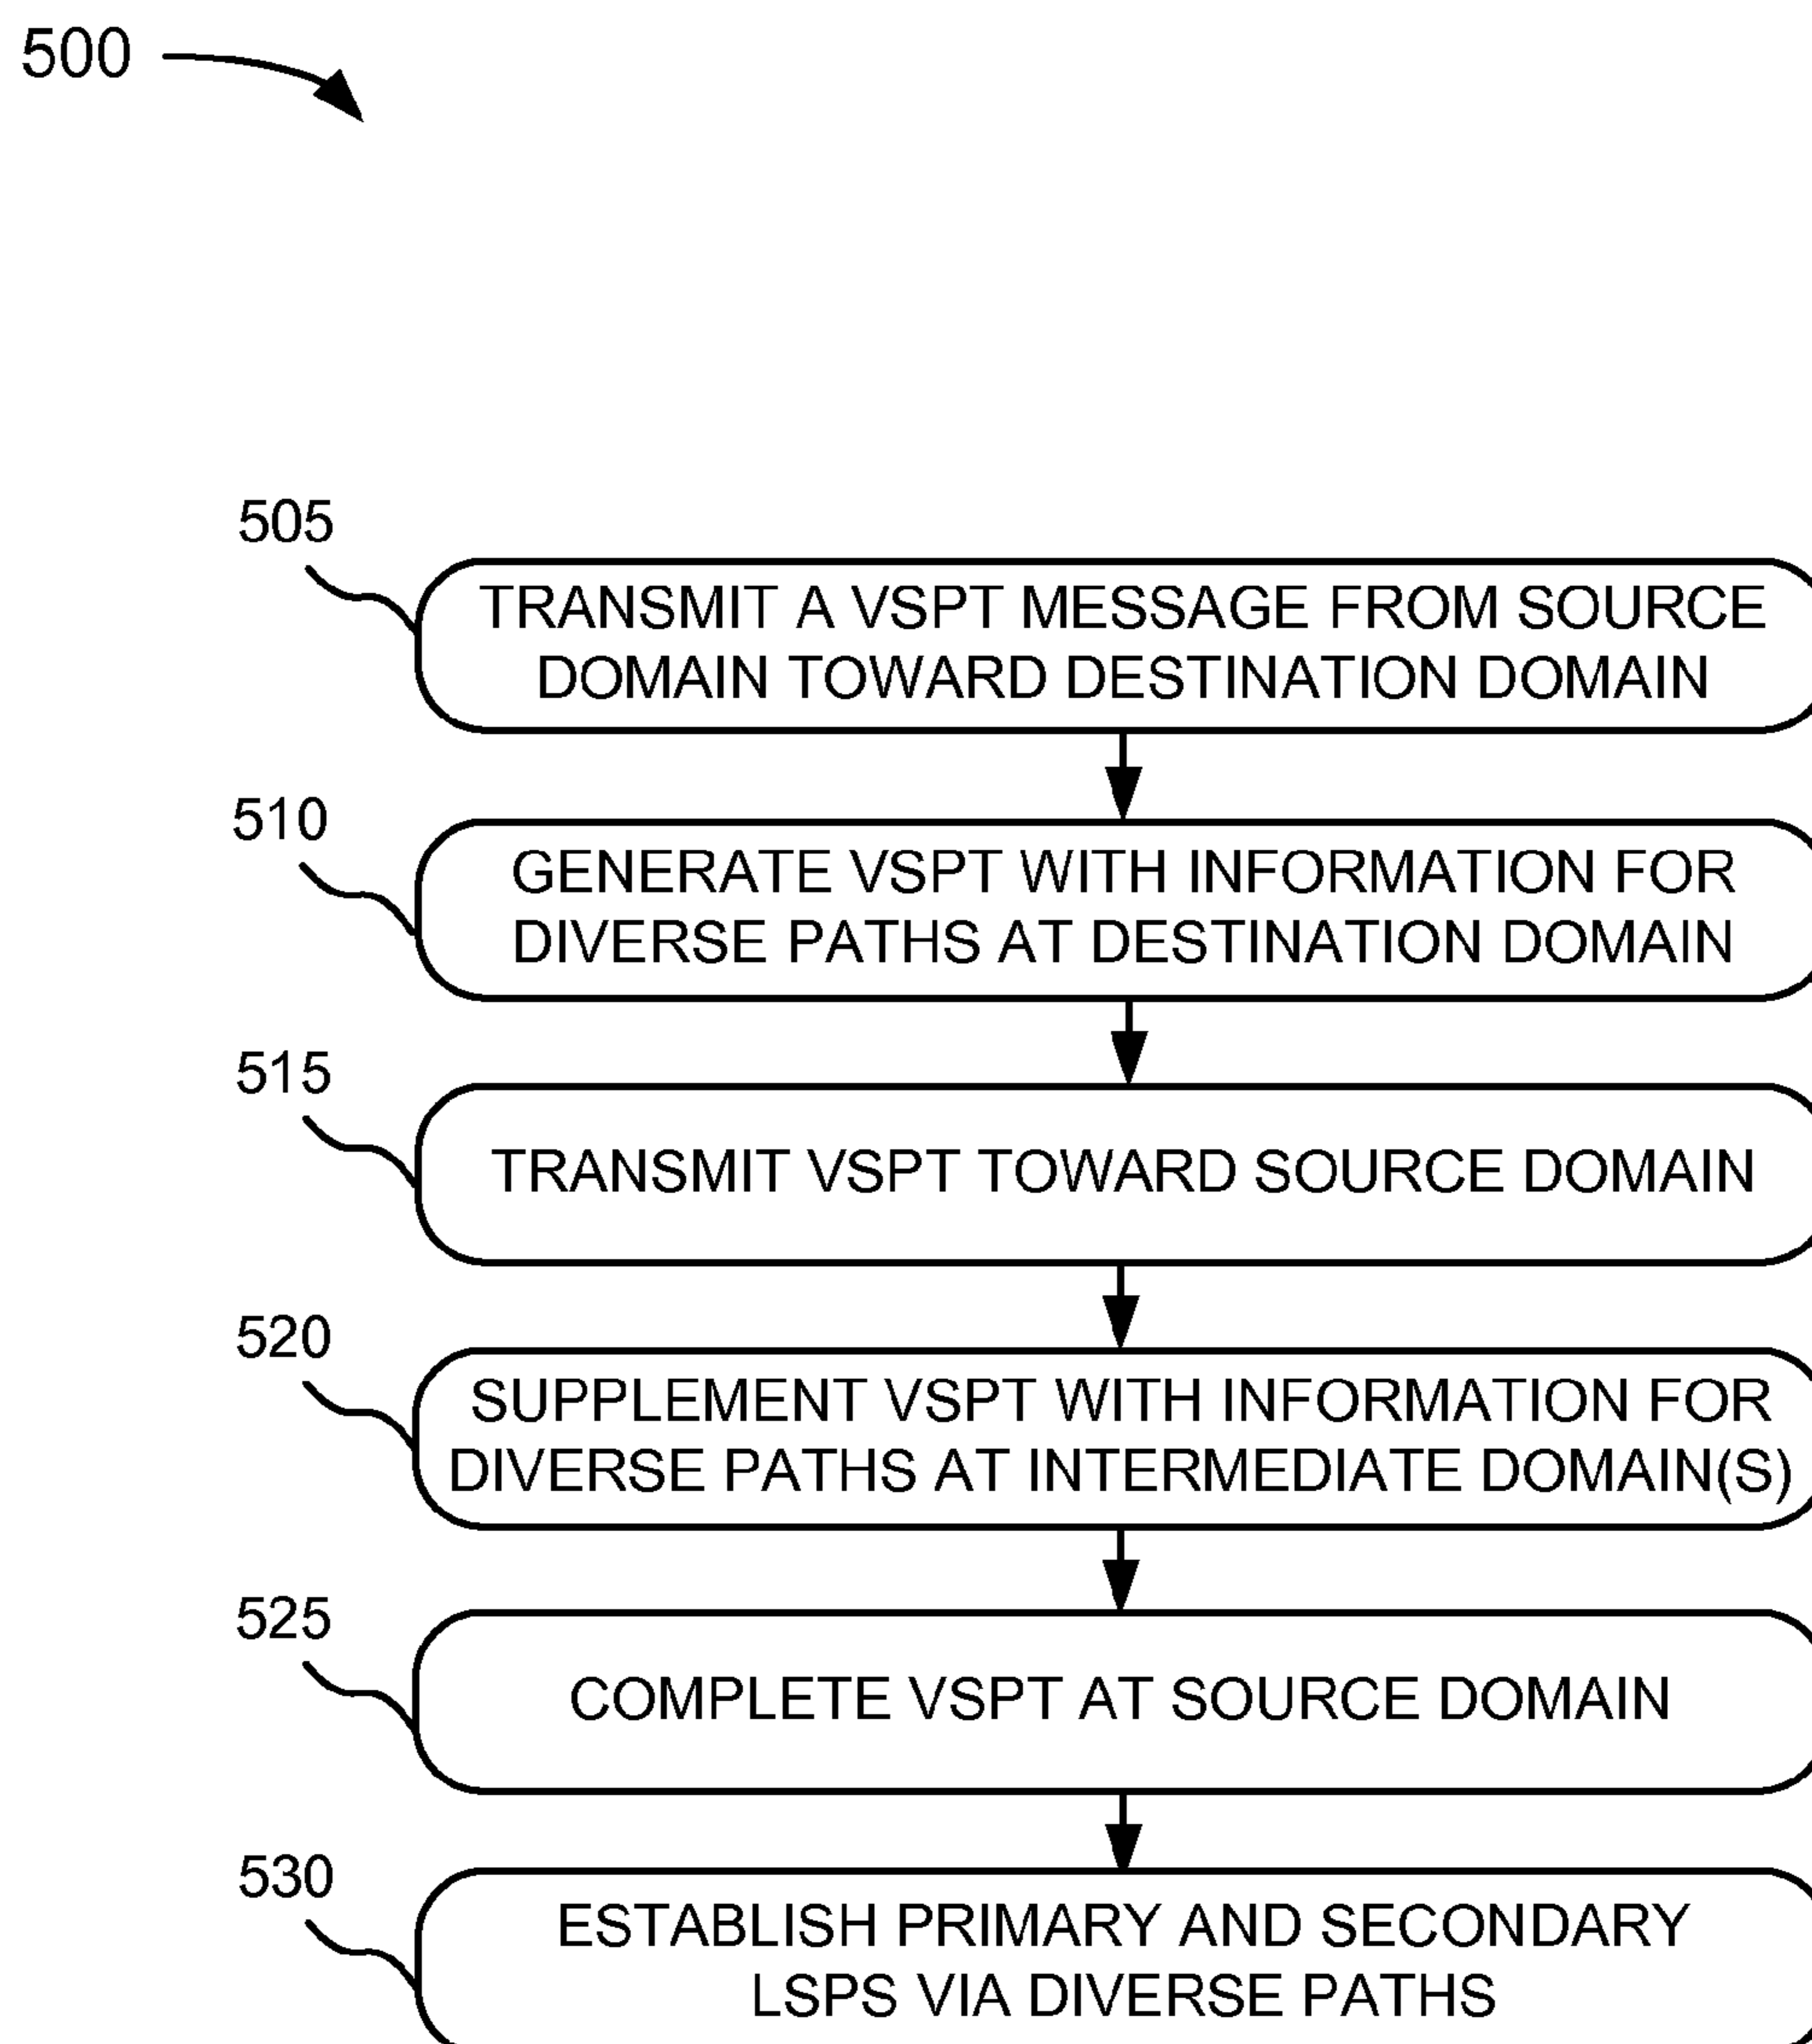 500
505
TRANSMIT A VSPT MESSAGE FROM SOURCE
DOMAIN TOWARD DESTINATION DOMAIN
510
GENERATE VSPT WITH INFORMATION FOR
DIVERSE PATHS AT DESTINATION DOMAIN
515
TRANSMIT VSPT TOWARD SOURCE DOMAIN
520
SUPPLEMENT VSPT WITH INFORMATION FOR
DIVERSE PATHS AT INTERMEDIATE DOMAIN(S)
525
COMPLETE VSPT AT SOURCE DOMAIN
530
ESTABLISH PRIMARY AND SECONDARY
LSPS VIA DIVERSE PATHS